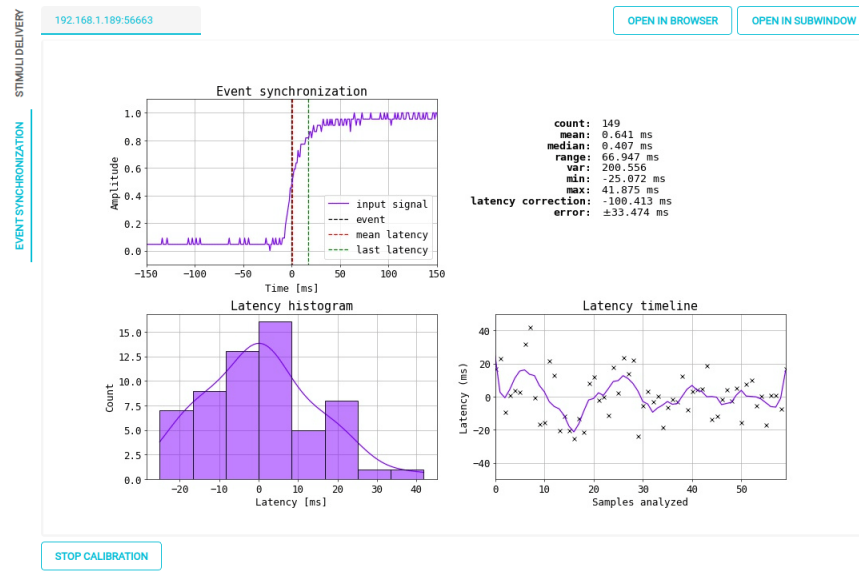 STIMULI DELIVERY
EVENT SYNCHRONIZATION
192.168.1.189:56663
OPEN IN BROWSER
OPEN IN SUBWINDOW
Event synchronization
Amplitude
1.0
0.8
0.6
0.4
0.2
0.0
input signal
event
mean latency
last latency
−150 −100 −50 0 50 100 150
Time [ms]
count: 149
mean: 0.641 ms
median: 0.407 ms
range: 66.947 ms
var: 200.556
min: -25.072 ms
max: 41.875 ms
latency correction: -100.413 ms
error: ±33.474 ms
Latency histogram
Count
15.0
12.5
10.0
7.5
5.0
2.5
0.0
−20 −10 0 10 20 30 40
Latency [ms]
Latency timeline
Latency (ms)
40
20
0
−20
−40
0 10 20 30 40 50
Samples analyzed
STOP CALIBRATION